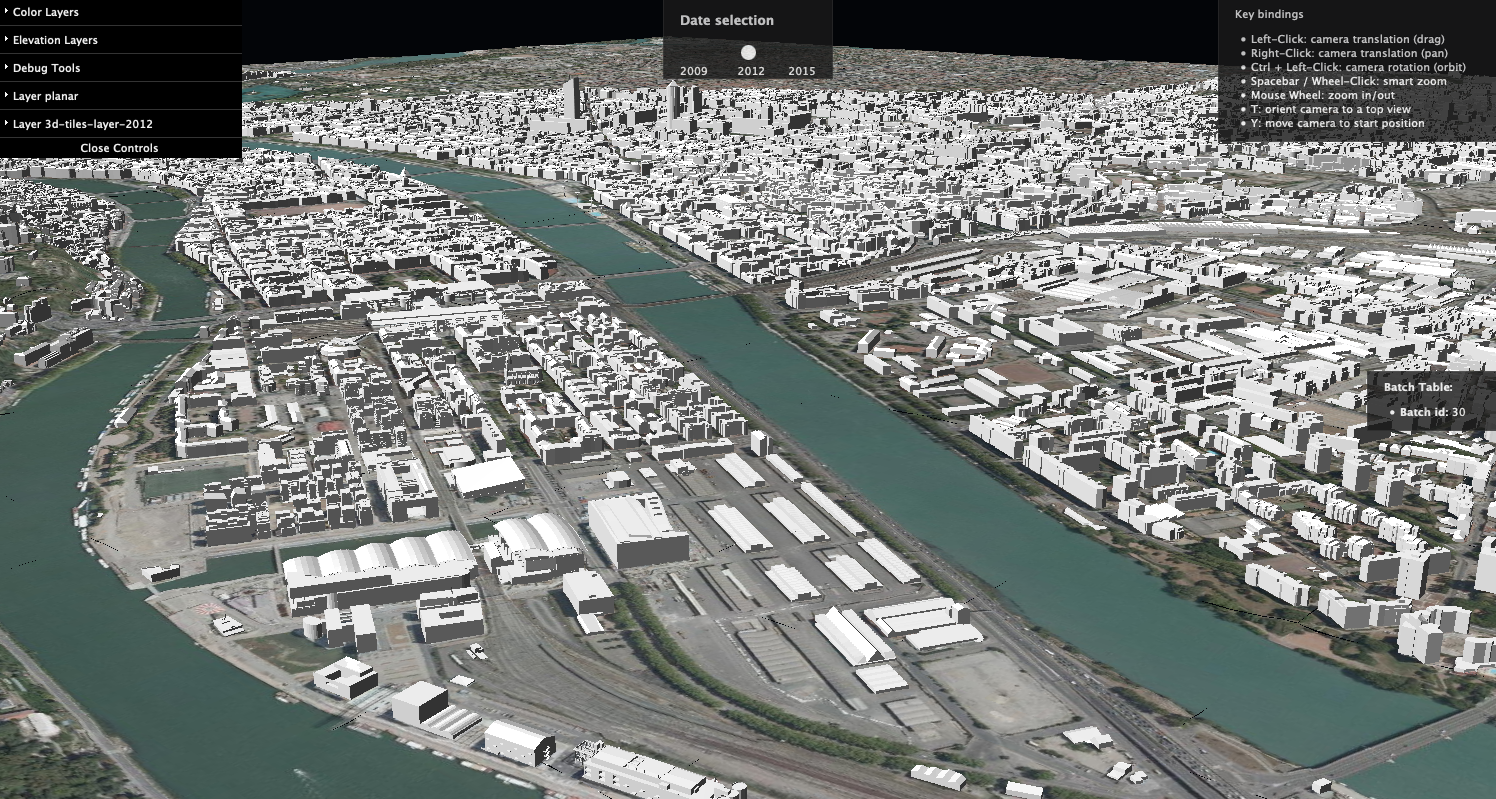 Color Layers
Elevation Layers
Debug Tools
Layer planar
Layer 3d-tiles-layer-2012
Close Controls
Date selection
2009 2012 2015
Key bindings
Left-Click: camera translation (drag)
Right-Click: camera translation (pan)
Ctrl + Left-Click: camera rotation (orbit)
Spacebar / Wheel-Click: smart zoom
Mouse Wheel: zoom in/out
T: orient camera to a top view
Y: move camera to start position
Batch Table:
Batch id: 30